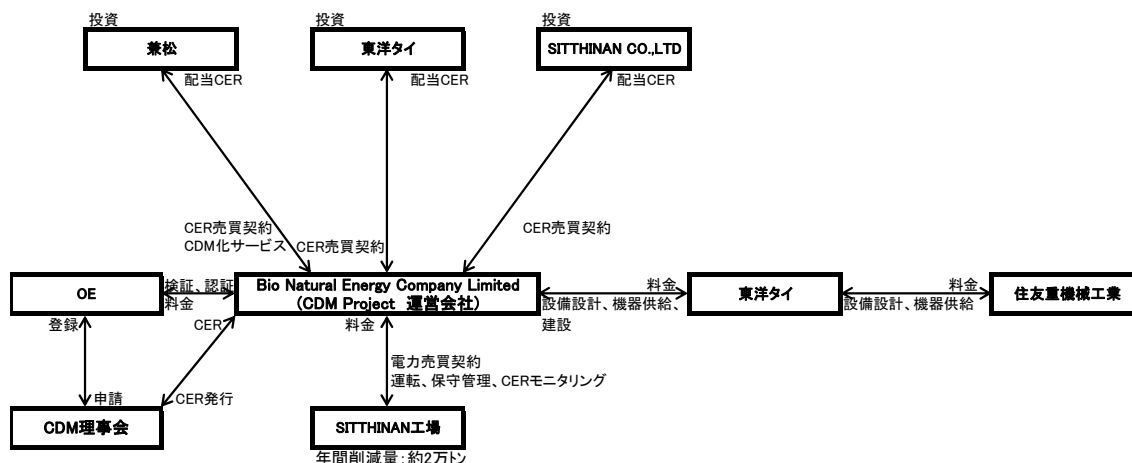 投資
兼松
配当CER
投資
東洋タイ
配当CER
投資
SITTHINAN CO.,LTD
配当CER
CER売買契約
CDM化サービス
CER売買契約
CER売買契約
OE
検証、認証
料金
登録
Bio Natural Energy Company Limited
(CDM Project 運営会社)
料金
設備設計、機器供給、
建設
東洋タイ
料金
設備設計、機器供給
住友重機械工業
CER
料金
電力売買契約
運転、保守管理、CERモニタリング
申請
CER発行
CDM理事会
SITTHINAN工場
年間削減量:約2万トン